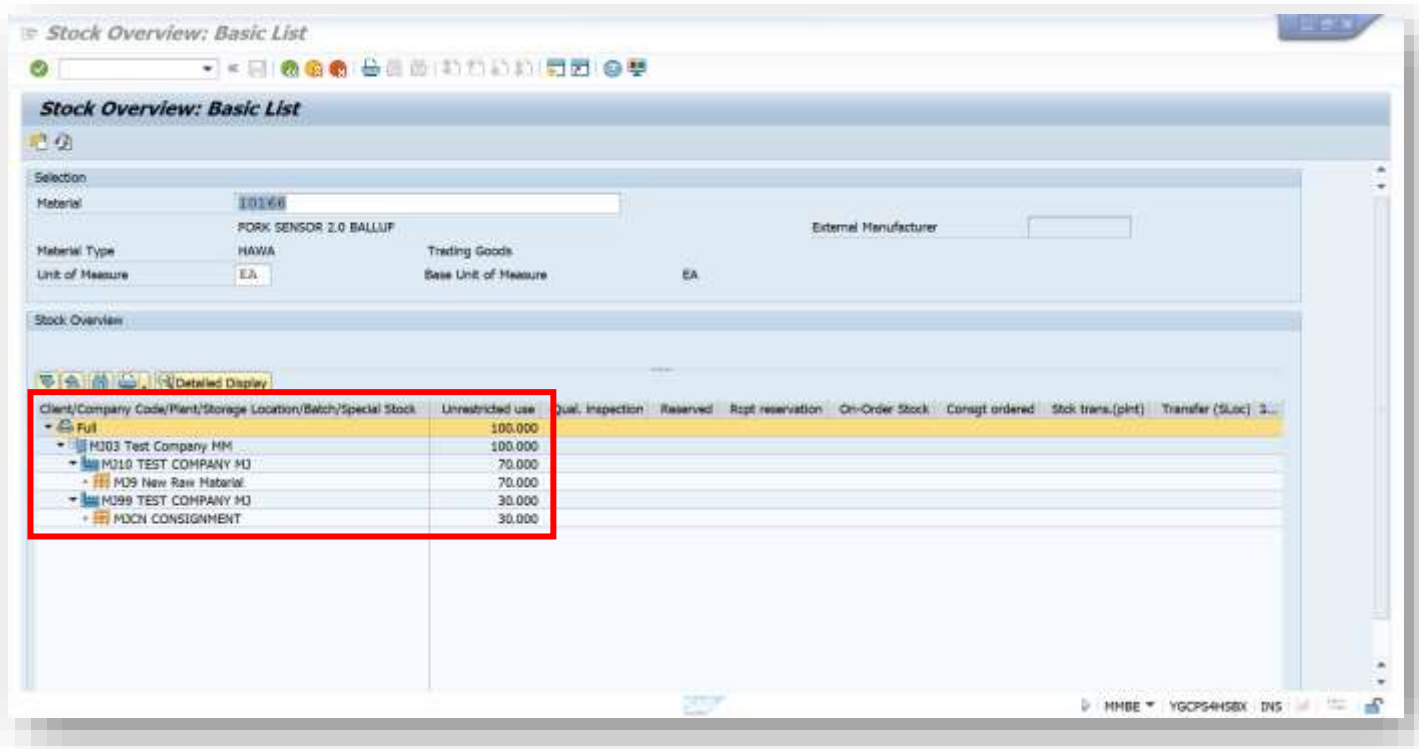 Stock Overview: Basic List
Stock Overview: Basic List
Selection
Material 10166
FORK SENSOR 2.0 BALLUF External Manufacturer
Material Type HAWA Trading Goods
Unit of Measure EA Base Unit of Measure EA
Stock Overview
Detailed Display
Client/Company Code/Plant/Storage Location/Batch/Special Stock Unrestricted use Qual. inspection Reserved Rcpt reservation On-Order Stock Consgt ordered Stck trans.(plnt) Transfer (SLoc) S...
Full 100.000
MJ03 Test Company MM 100.000
MJ10 TEST COMPANY MJ 70.000
MJ9 New Raw Material 70.000
MJ99 TEST COMPANY MJ 30.000
MJCN CONSIGNMENT 30.000
MMBE YGCPS4HSBX INS